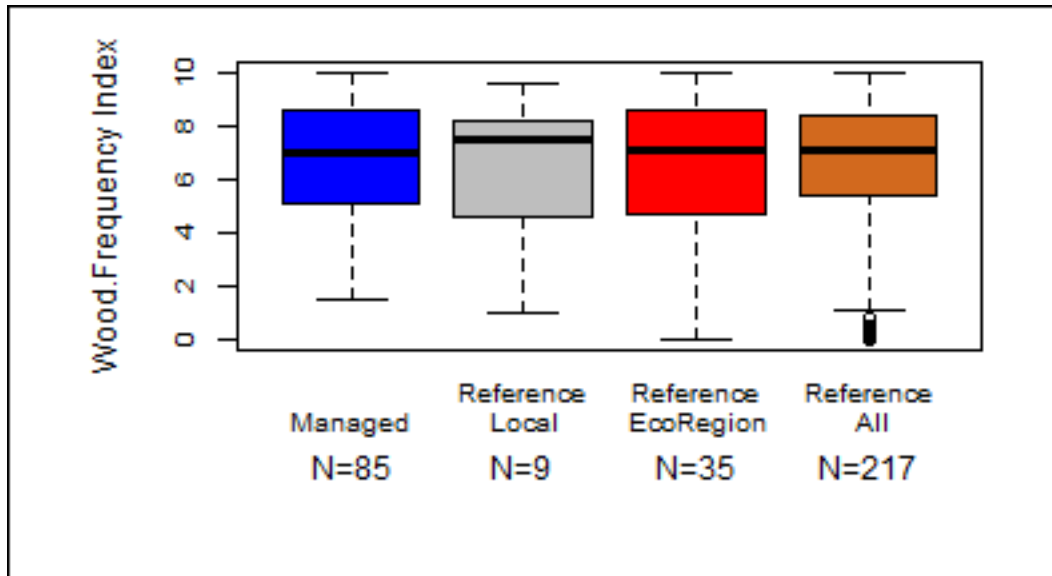 Wood.Frequency Index
10
8
6
4
2
0
Managed
Reference Local
Reference EcoRegion
Reference All
N=85
N=9
N=35
N=217